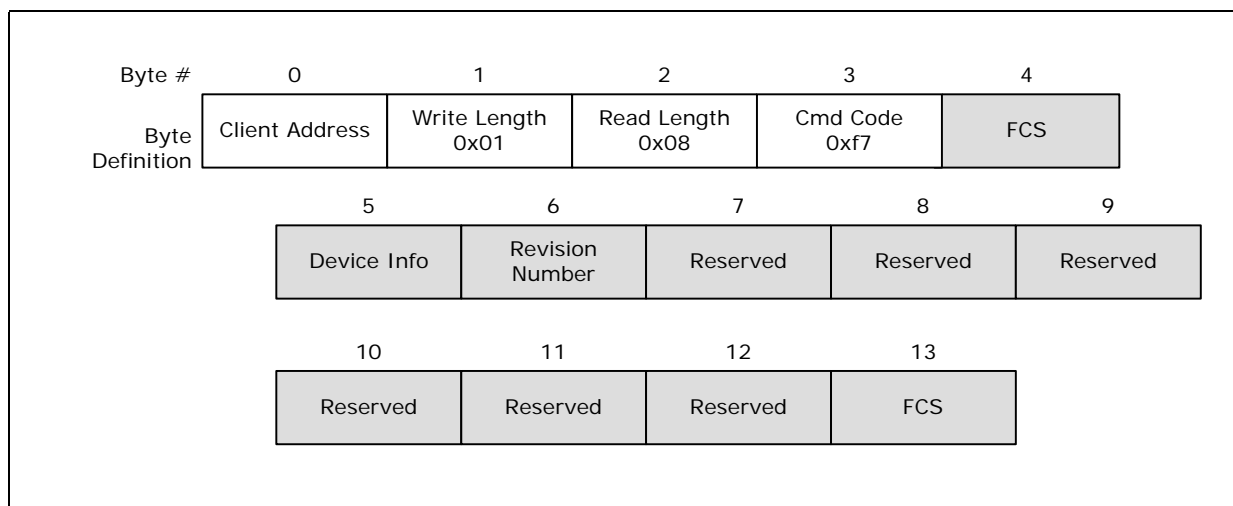 Byte # 0 1 2 3 4
Byte Definition
Client Address
Write Length
0x01
Read Length
0x08
Cmd Code
0xf7
FCS
5 6 7 8 9
Device Info
Revision
Number
Reserved
Reserved
Reserved
10 11 12 13
Reserved
Reserved
Reserved
FCS